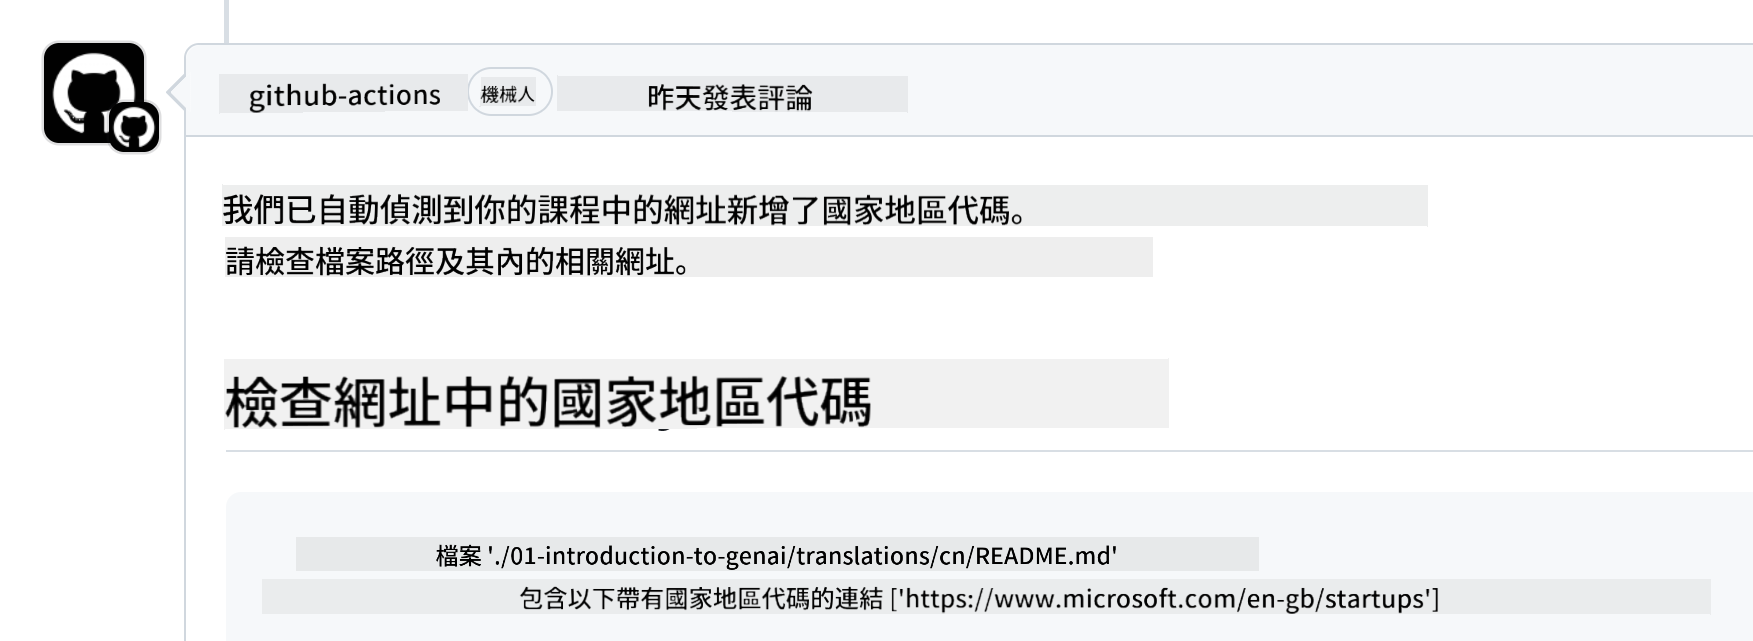 github-actions 機械人 昨天發表評論
我們已自動偵測到你的課程中的網址新增了國家地區代碼。
請檢查檔案路徑及其內的相關網址。
檢查網址中的國家地區代碼
檔案 './01-introduction-to-genai/translations/cn/README.md'
包含以下帶有國家地區代碼的連結 ['https://www.microsoft.com/en-gb/startups']